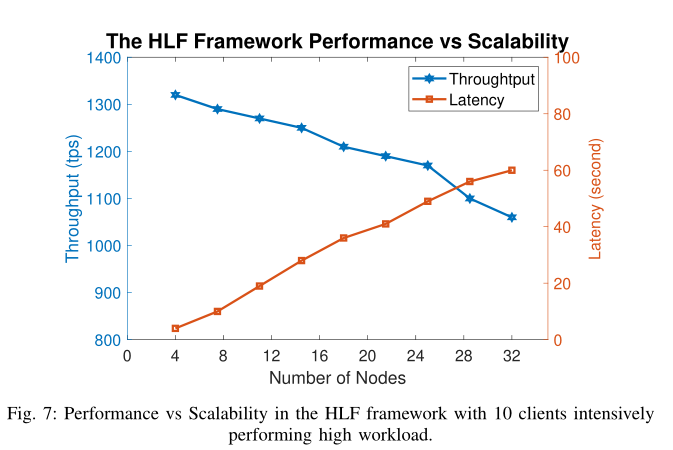 The HLF Framework Performance vs Scalability
1400
1300
1200
1100
1000
900
800
Throughput (tps)
100
80
60
40
20
0
Latency (second)
Throughtput
Latency
0 4 8 12 16 20 24 28 32
Number of Nodes
Fig. 7: Performance vs Scalability in the HLF framework with 10 clients intensively
performing high workload.